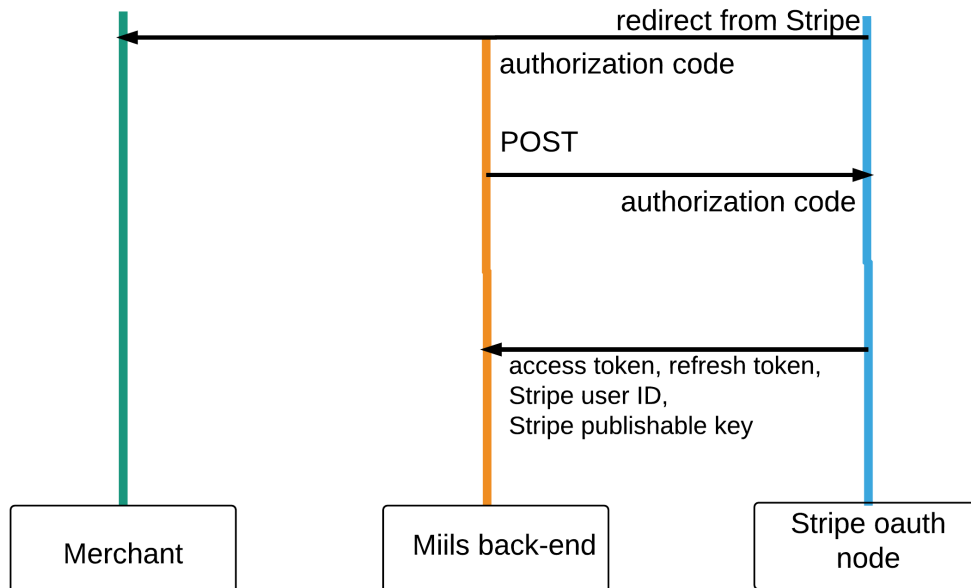 redirect from Stripe
authorization code
POST
authorization code
access token, refresh token,
Stripe user ID,
Stripe publishable key
Merchant
Miils back-end
Stripe oauth
node